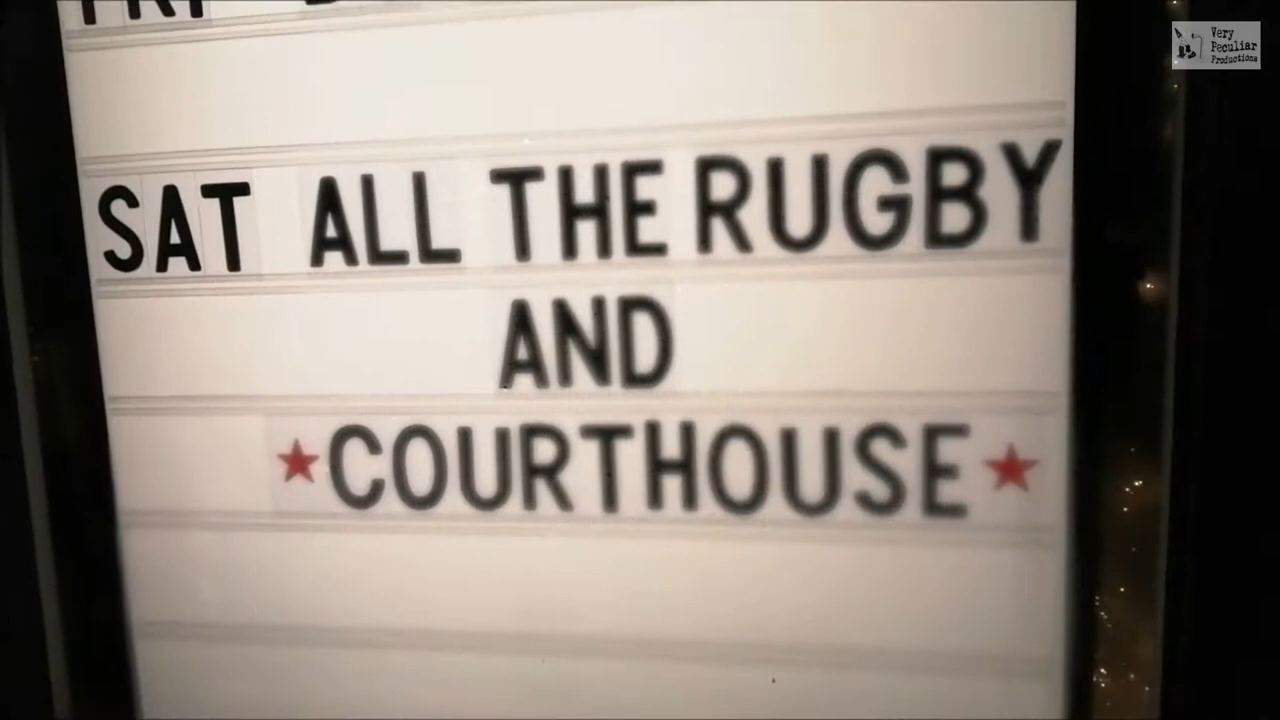 SAT ALL THE RUGBY
AND
★COURTHOUSE★
Very
Peculiar
Productions